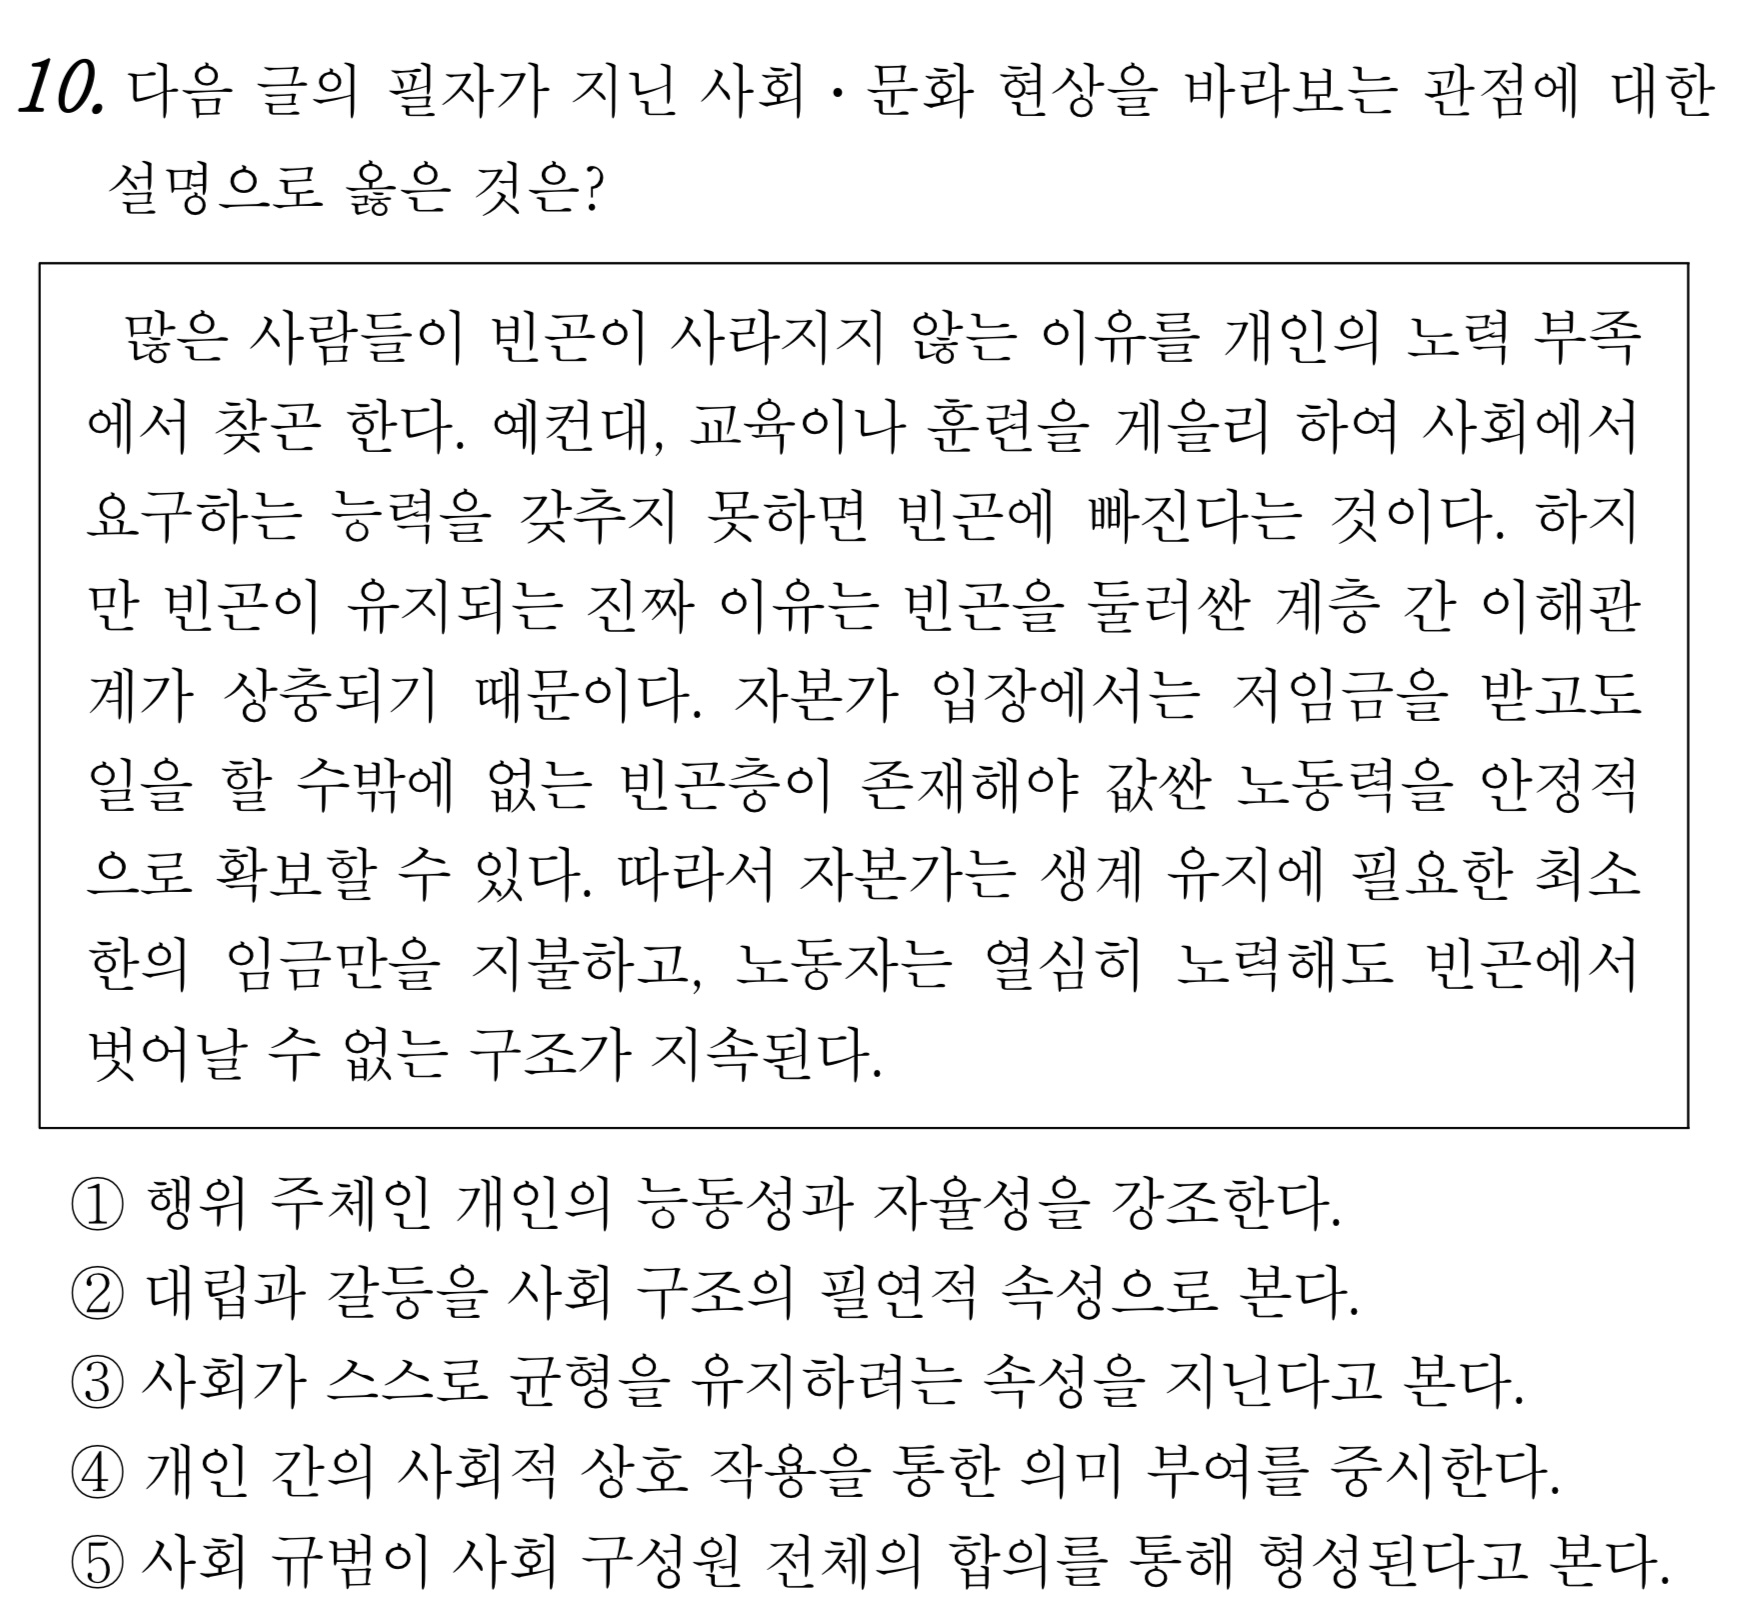 10. 다음 글의 필자가 지닌 사회・문화 현상을 바라보는 관점에 대한
설명으로 옳은 것은?
많은 사람들이 빈곤이 사라지지 않는 이유를 개인의 노력 부족
에서 찾곤 한다. 예컨대, 교육이나 훈련을 게을리 하여 사회에서
요구하는 능력을 갖추지 못하면 빈곤에 빠진다는 것이다. 하지
만 빈곤이 유지되는 진짜 이유는 빈곤을 둘러싼 계층 간 이해관
계가 상충되기 때문이다. 자본가 입장에서는 저임금을 받고도
일을 할 수밖에 없는 빈곤층이 존재해야 값싼 노동력을 안정적
으로 확보할 수 있다. 따라서 자본가는 생계 유지에 필요한 최소
한의 임금만을 지불하고, 노동자는 열심히 노력해도 빈곤에서
벗어날 수 없는 구조가 지속된다.
① 행위 주체인 개인의 능동성과 자율성을 강조한다.
② 대립과 갈등을 사회 구조의 필연적 속성으로 본다.
③ 사회가 스스로 균형을 유지하려는 속성을 지닌다고 본다.
④ 개인 간의 사회적 상호 작용을 통한 의미 부여를 중시한다.
⑤ 사회 규범이 사회 구성원 전체의 합의를 통해 형성된다고 본다.